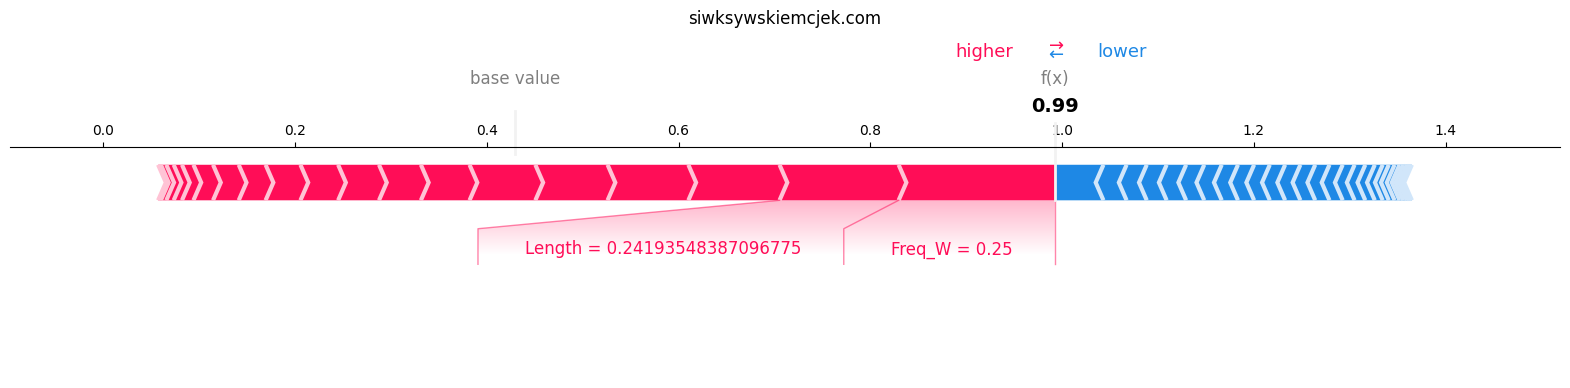 siwksywskiemcjek.com
higher → ← lower
base value f(x)
0.99
0.0 0.2 0.4 0.6 0.8 1.0 1.2 1.4
Length = 0.24193548387096775 Freq_W = 0.25